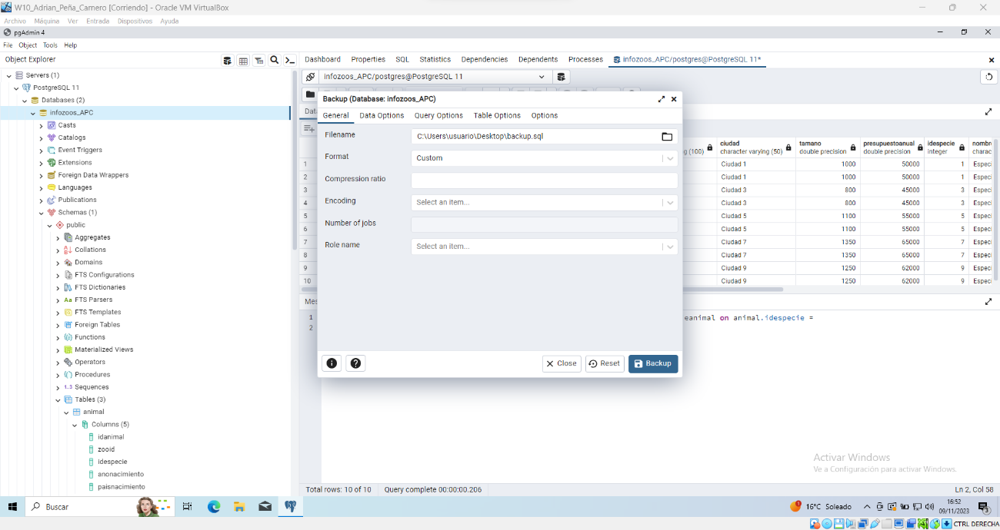 W10_Adrian_Peña_Carnero [Corriendo] - Oracle VM VirtualBox
Archivo Máquina Ver Entrada Dispositivos Ayuda
pgAdmin 4
File Object Tools Help
Object Explorer
Dashboard Properties SQL Statistics Dependencies Dependents Processes infozoos_APC/postgres@PostgreSQL 11*
infozoos_APC/postgres@PostgreSQL 11
Servers (1)
PostgreSQL 11
Databases (2)
infozoos_APC
Casts
Catalogs
Event Triggers
Extensions
Foreign Data Wrappers
Languages
Publications
Schemas (1)
public
Aggregates
Collations
Domains
FTS Configurations
FTS Dictionaries
FTS Parsers
FTS Templates
Foreign Tables
Functions
Materialized Views
Operators
Procedures
Sequences
Tables (3)
animal
Columns (5)
idanimal
zooid
idespecie
anonacimiento
paisnacimiento
Backup (Database: infozoos_APC)
General Data Options Query Options Table Options Options
Filename C:\Users\usuario\Desktop\backup.sql
Format Custom
Compression ratio
Encoding Select an item...
Number of jobs
Role name Select an item...
Close Reset Backup
Dat
g (100) ciudad tamano presupuestoanual idespecie nombr
character varying (50) double precision double precision integer charac
1 Ciudad 1 1000 50000 1 Especi
2 Ciudad 1 1000 50000 1 Especi
3 Ciudad 3 800 45000 3 Especi
4 Ciudad 3 800 45000 3 Especi
5 Ciudad 5 1100 55000 5 Especi
6 Ciudad 5 1100 55000 5 Especi
7 Ciudad 7 1350 65000 7 Especi
8 Ciudad 7 1350 65000 7 Especi
9 Ciudad 9 1250 62000 9 Especi
10 Ciudad 9 1250 62000 9 Especi
Mes
1 eanimal on animal.idespecie =
2
Activar Windows
Ve a Configuración para activar Windows.
Total rows: 10 of 10 Query complete 00:00:00.206 Ln 2, Col 58
Buscar
1 16°C Soleado
16:52
09/11/2023
3
CTRL DERECHA